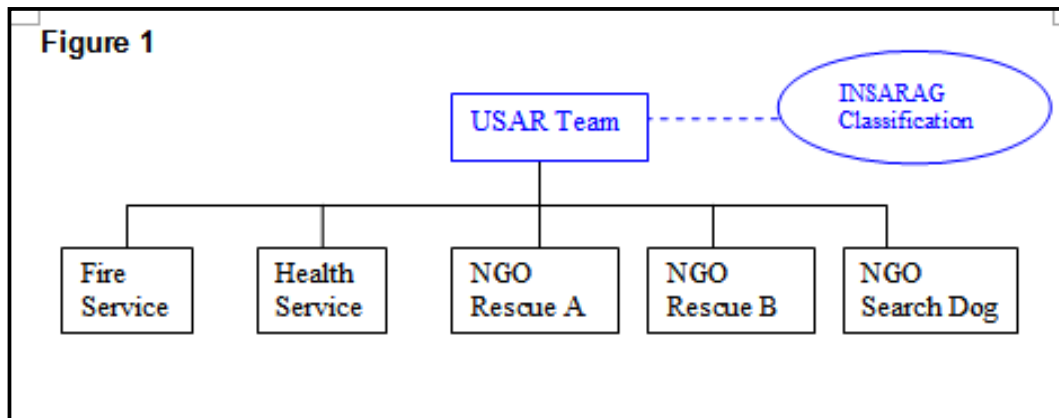 Figure 1
INSARAG
Classification
USAR Team
Fire
Service
Health
Service
NGO
Rescue A
NGO
Rescue B
NGO
Search Dog